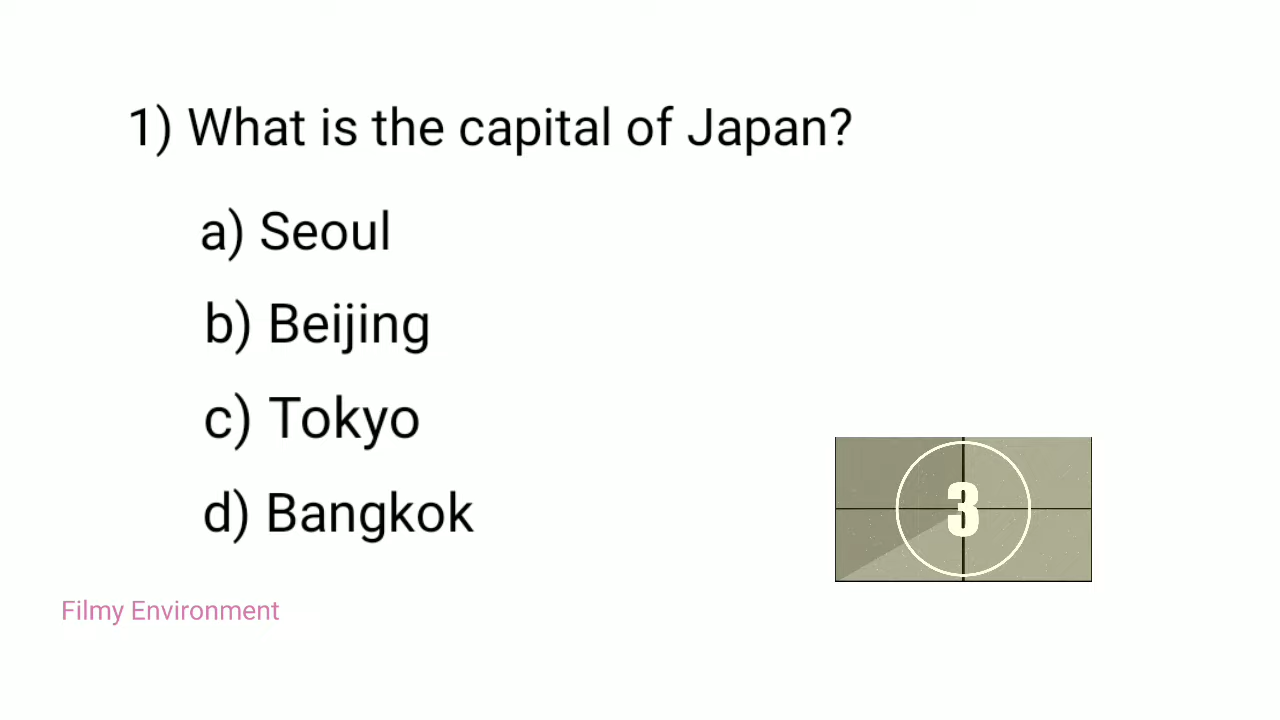 1) What is the capital of Japan?
a) Seoul
b) Beijing
c) Tokyo
d) Bangkok
3
Filmy Environment